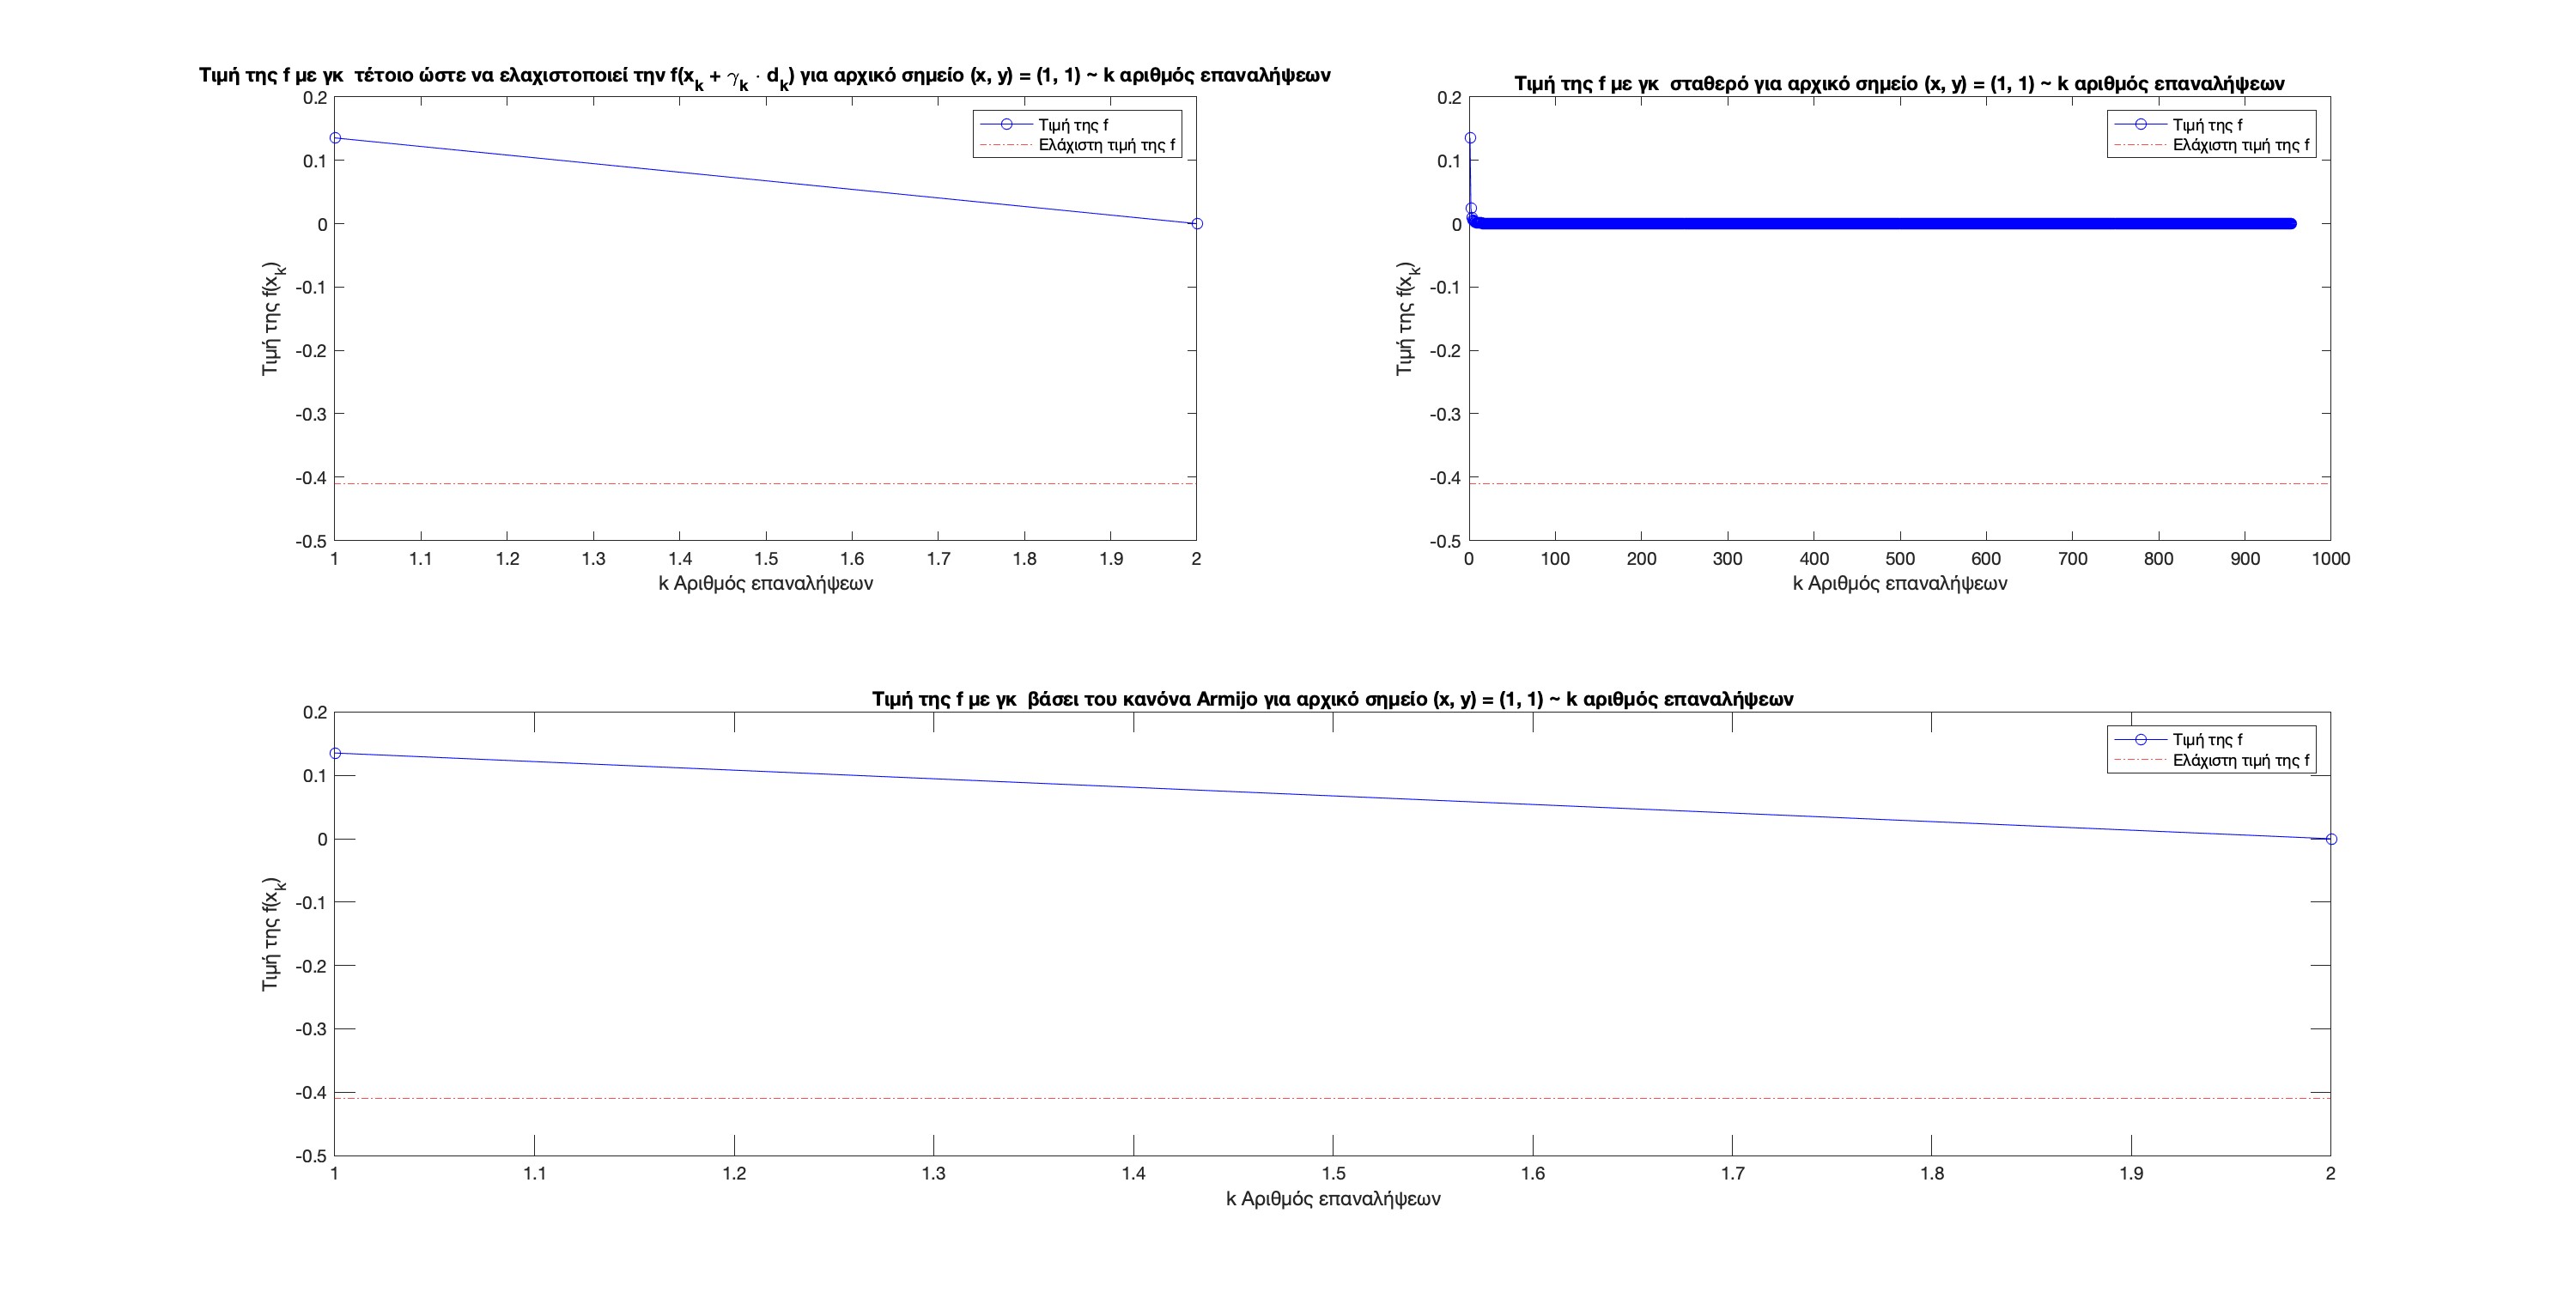 Τιμή της f με γκ τέτοιο ώστε να ελαχιστοποιεί την f(x_k + γ_k · d_k) για αρχικό σημείο (x, y) = (1, 1) ~ k αριθμός επαναλήψεων
0.2
0.1
0
-0.1
-0.2
-0.3
-0.4
-0.5
Τιμή της f(x_k)
Τιμή της f
Ελάχιστη τιμή της f
1 1.1 1.2 1.3 1.4 1.5 1.6 1.7 1.8 1.9 2
k Αριθμός επαναλήψεων
Τιμή της f με γκ σταθερό για αρχικό σημείο (x, y) = (1, 1) ~ k αριθμός επαναλήψεων
0.2
0.1
0
-0.1
-0.2
-0.3
-0.4
-0.5
Τιμή της f(x_k)
Τιμή της f
Ελάχιστη τιμή της f
0 100 200 300 400 500 600 700 800 900 1000
k Αριθμός επαναλήψεων
Τιμή της f με γκ βάσει του κανόνα Armijo για αρχικό σημείο (x, y) = (1, 1) ~ k αριθμός επαναλήψεων
0.2
0.1
0
-0.1
-0.2
-0.3
-0.4
-0.5
Τιμή της f(x_k)
Τιμή της f
Ελάχιστη τιμή της f
1 1.1 1.2 1.3 1.4 1.5 1.6 1.7 1.8 1.9 2
k Αριθμός επαναλήψεων